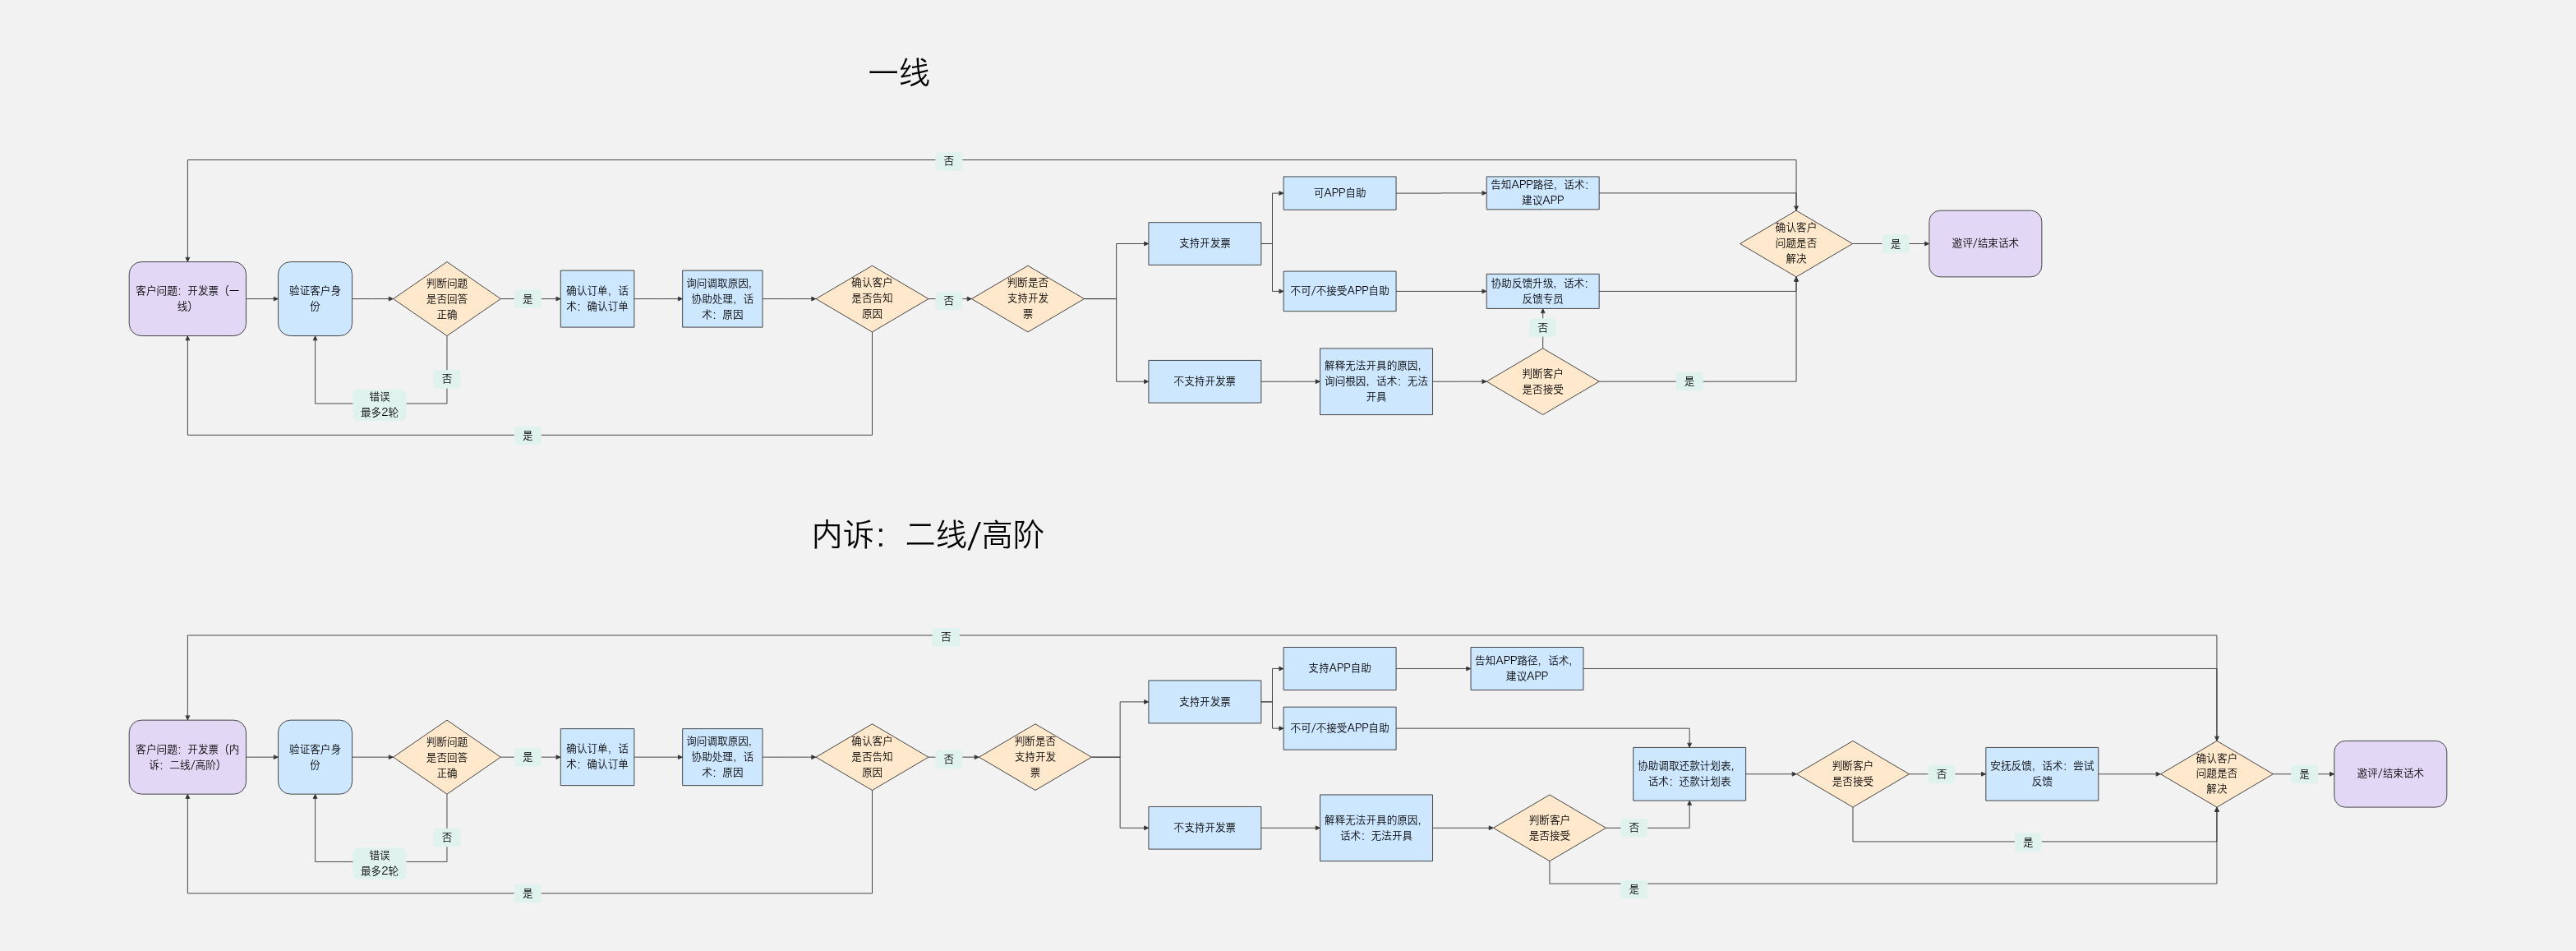 一线
否
可APP自助
告知APP路径，话术：
建议APP
支持开发票
确认客户
问题是否
解决
是
邀评/结束话术
客户问题：开发票（一
线）
验证客户身
份
判断问题
是否回答
正确
是
确认订单，话
术：确认订单
询问调取原因，
协助处理，话
术：原因
确认客户
是否告知
原因
否
判断是否
支持开发
票
不可/不接受APP自助
协助反馈升级，话术：
反馈专员
否
否
错误
最多2轮
不支持开发票
解释无法开具的原因，
询问根因，话术：无法
开具
判断客户
是否接受
是
是
内诉：二线/高阶
否
支持APP自助
告知APP路径，话术，
建议APP
支持开发票
不可/不接受APP自助
客户问题：开发票（内
诉：二线/高阶）
验证客户身
份
判断问题
是否回答
正确
是
确认订单，话
术：确认订单
询问调取原因，
协助处理，话
术：原因
确认客户
是否告知
原因
否
判断是否
支持开发
票
协助调取还款计划表，
话术：还款计划表
判断客户
是否接受
否
安抚反馈，话术：尝试
反馈
确认客户
问题是否
解决
是
邀评/结束话术
否
错误
最多2轮
不支持开发票
解释无法开具的原因，
话术：无法开具
判断客户
是否接受
否
是
是
是